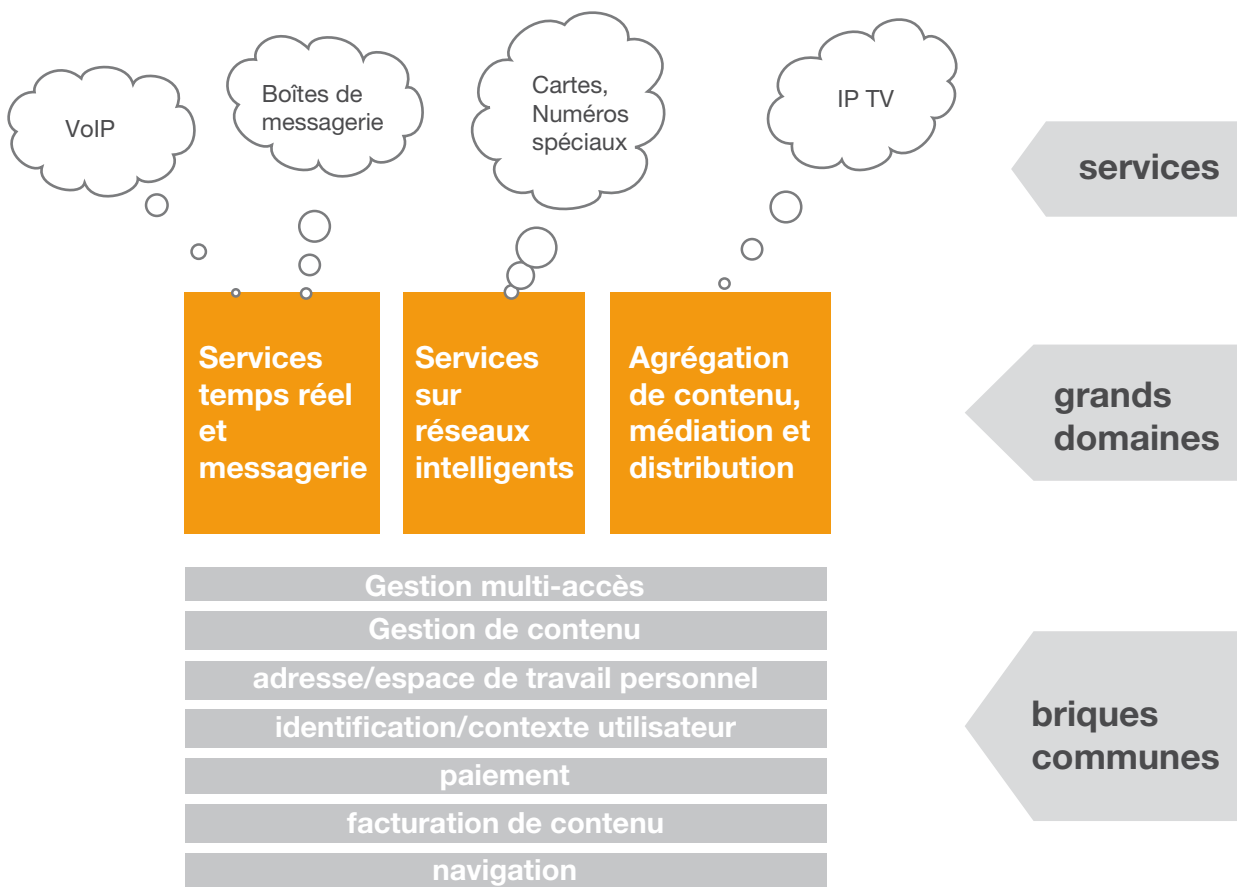 VoIP
Boîtes de
messagerie
Cartes,
Numéros
spéciaux
IP TV
services
Services
temps réel
et
messagerie
Services
sur
réseaux
intelligents
Agrégation
de contenu,
médiation et
distribution
grands
domaines
Gestion multi-accès
Gestion de contenu
adresse/espace de travail personnel
identification/contexte utilisateur
paiement
facturation de contenu
navigation
briques
communes